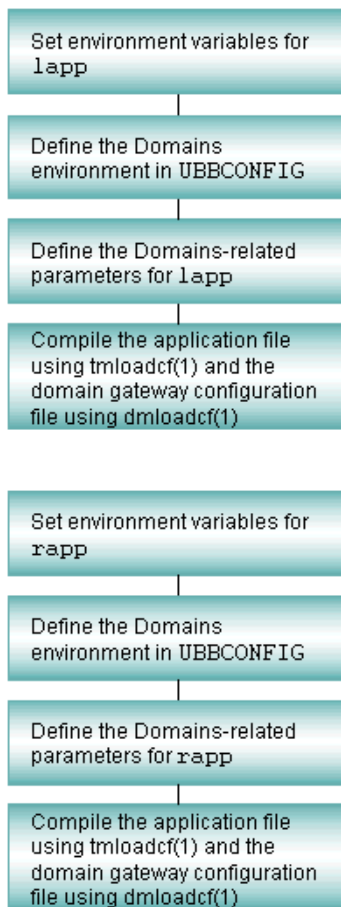 Set environment variables for
lapp
Define the Domains
environment in UBBCONFIG
Define the Domains-related
parameters for lapp
Compile the application file
using tmloadcf(1) and the
domain gateway configuration
file using dmloadcf(1)
Set environment variables for
rapp
Define the Domains
environment in UBBCONFIG
Define the Domains-related
parameters for rapp
Compile the application file
using tmloadcf(1) and the
domain gateway configuration
file using dmloadcf(1)